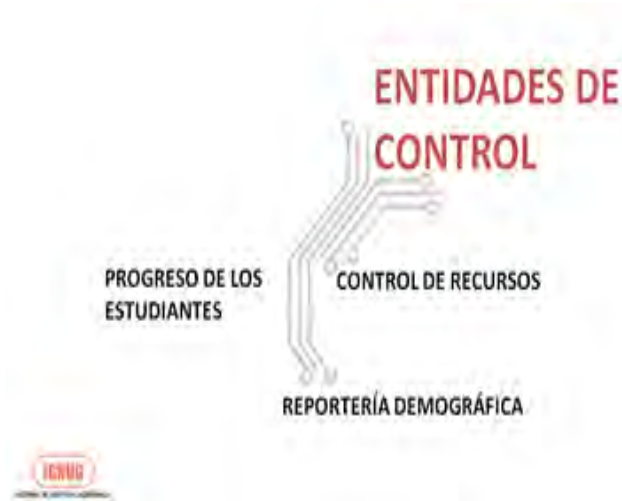 ENTIDADES DE
CONTROL
PROGRESO DE LOS
ESTUDIANTES
CONTROL DE RECURSOS
REPORTERÍA DEMOGRÁFICA